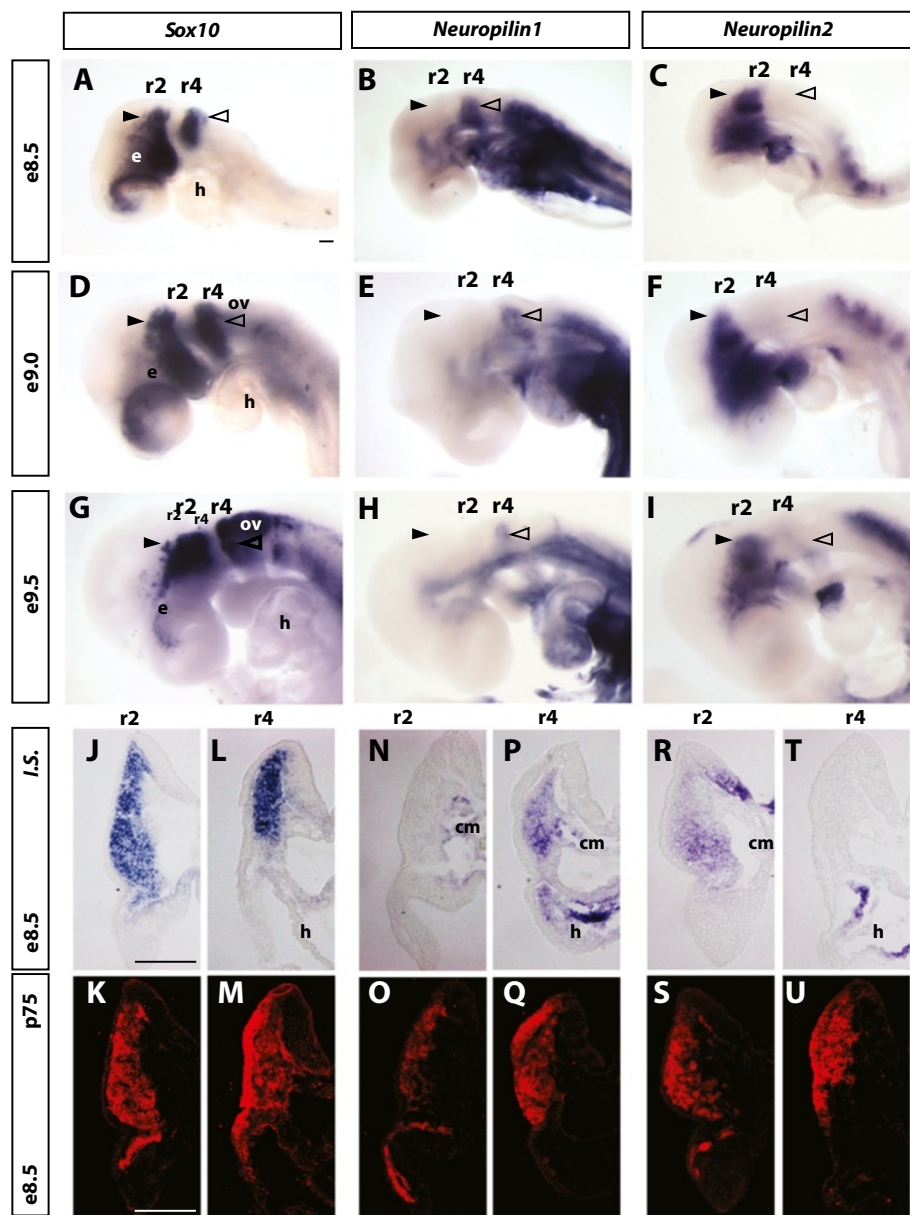 Sox10 Neuropilin1 Neuropilin2
e8.5
A r2 r4 e h
B r2 r4
C r2 r4
e9.0
D r2 r4 ov e h
E r2 r4
F r2 r4
e9.5
G r2 r4 r2 r4 ov e h
H r2 r4
I r2 r4
r2 r4 r2 r4 r2 r4
I.S.
e8.5
J
L h
N cm
P cm h
R cm
T h
p75
e8.5
K M O Q S U